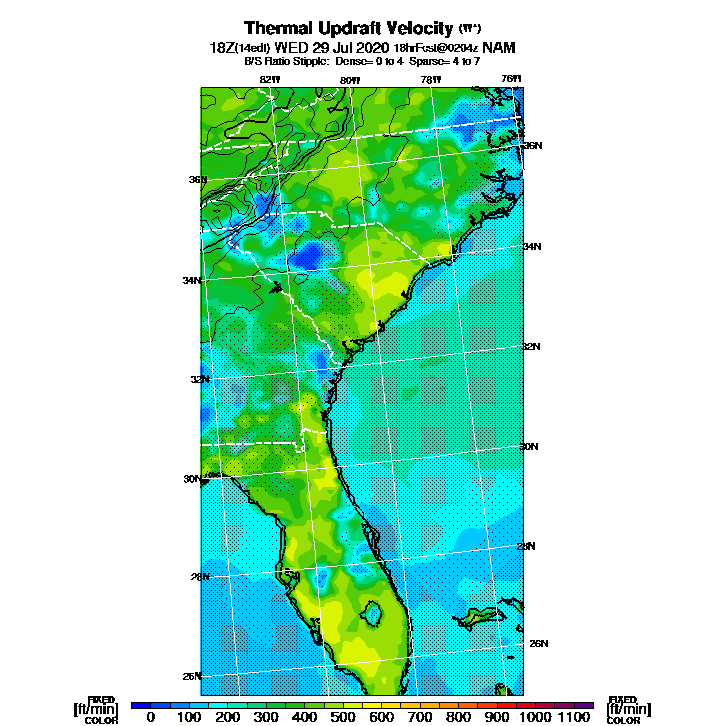 Thermal Updraft Velocity (W*)
18Z(14edt) WED 29 Jul 2020 18hrFcst@0204z NAM
B/S Ratio Stipple: Dense= 0 to 4 Sparse= 4 to 7
82W 80W 78W 76W
36N
36N
34N
34N
32N
32N
30N
30N
28N
28N
26N
26N
FIXED FIXED
[ft/min] 0 100 200 300 400 500 600 700 800 900 1000 1100 [ft/min]
COLOR COLOR